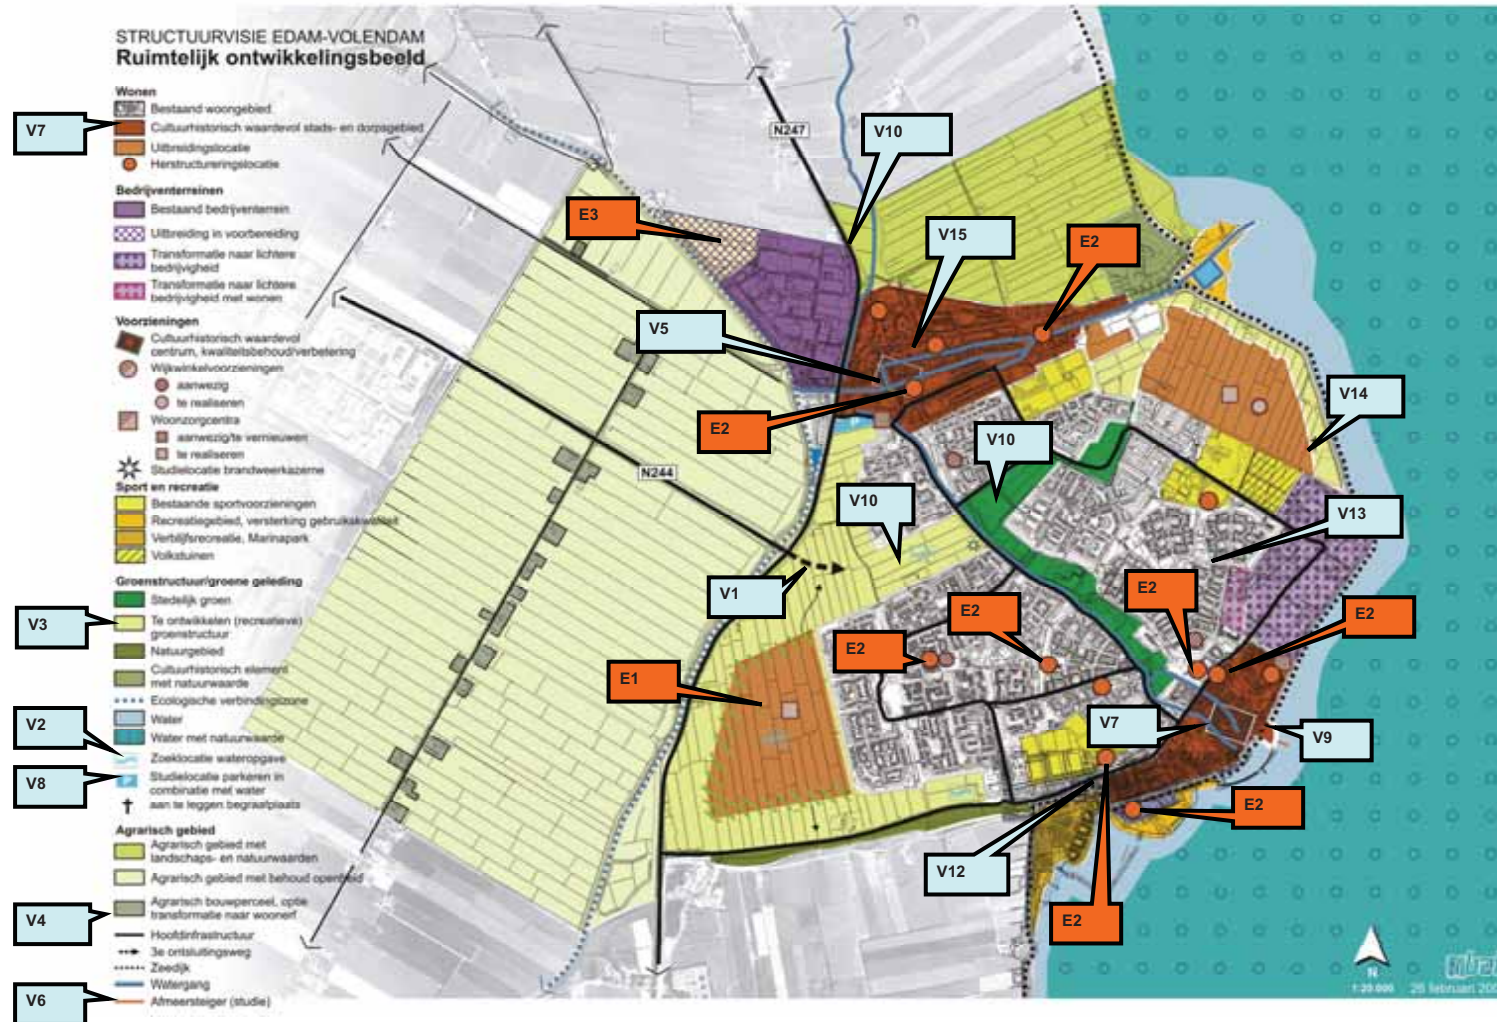 STRUCTUURVISIE EDAM-VOLENDAM
Ruimtelijk ontwikkelingsbeeld
Wonen
Bestaand woongebied
Cultuurhistorisch waardevol stads- en dorpsgebied
Uitbreidingslocatie
Herstructureringslocatie
Bedrijventerreinen
Bestaand bedrijventerrein
Uitbreiding in voorbereiding
Transformatie naar lichtere
bedrijvigheid
Transformatie naar lichtere
bedrijvigheid met wonen
Voorzieningen
Cultuurhistorisch waardevol
centrum, kwaliteitsbehoud/verbetering
Wijkwinkelvoorzieningen
aanwezig
te realiseren
Woonzorgcentra
aanwezig/te vernieuwen
te realiseren
Studielocatie brandweerkazerne
Sport en recreatie
Bestaande sportvoorzieningen
Recreatiegebied, versterking gebruikskwaliteit
Verblijfsrecreatie, Marinapark
Volkstuinen
Groenstructuur/groene geleding
Stedelijk groen
Te ontwikkelen (recreatieve)
groenstructuur
Natuurgebied
Cultuurhistorisch element
met natuurwaarde
Ecologische verbindingszone
Water
Water met natuurwaarde
Zoeklocatie wateropgave
Studielocatie parkeren in
combinatie met water
aan te leggen begraafplaats
Agrarisch gebied
Agrarisch gebied met
landschaps- en natuurwaarden
Agrarisch gebied met behoud openheid
Agrarisch bouwperceel, optie
transformatie naar woonerf
Hoofdinfrastructuur
3e ontsluitingsweg
Zeedijk
Watergang
Afmeersteiger (studie)
V7
V3
V2
V8
V4
V6
N247
V10
E3
V15
E2
V5
V14
E2
V10
N244
V10
V13
V1
E2
E2
E2
E2
E1
V7
V9
E2
V12
E2
N
1:20.000
26 februari